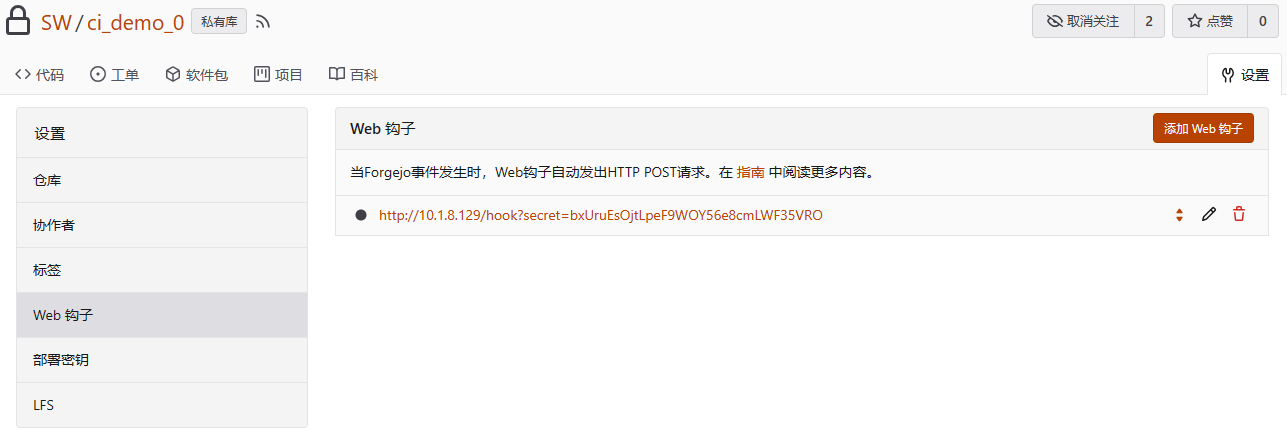 SW/ci_demo_0 私有库 取消关注 2 点赞 0
代码 工单 软件包 项目 百科 设置
设置
仓库
协作者
标签
Web 钩子
部署密钥
LFS
Web 钩子 添加 Web 钩子
当Forgejo事件发生时，Web钩子自动发出HTTP POST请求。在 指南 中阅读更多内容。
http://10.1.8.129/hook?secret=bxUruEsOjtLpeF9WOY56e8cmLWF35VRO